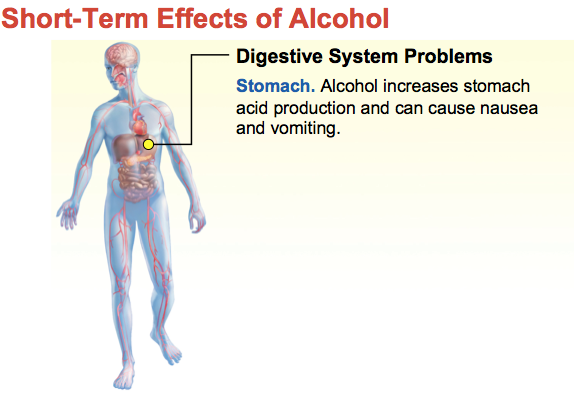 Short-Term Effects of Alcohol
Digestive System Problems
Stomach. Alcohol increases stomach
acid production and can cause nausea
and vomiting.